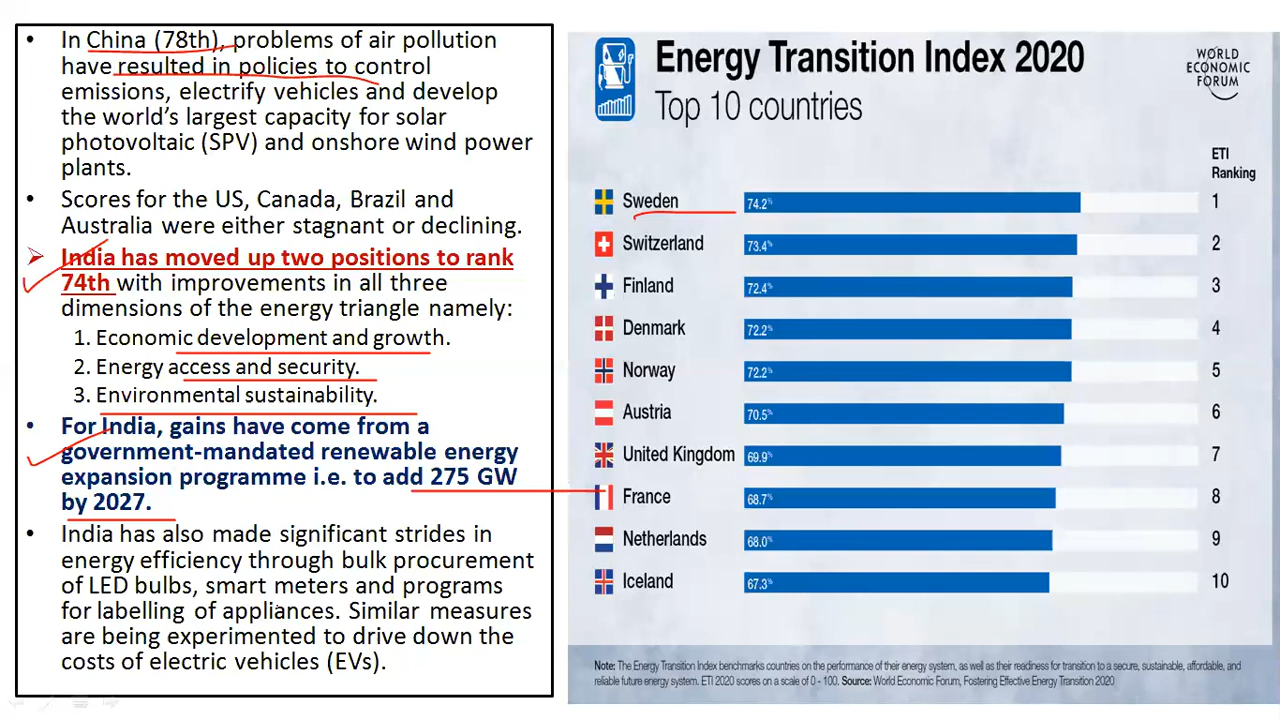 • In China (78th), problems of air pollution
have resulted in policies to control
emissions, electrify vehicles and develop
the world's largest capacity for solar
photovoltaic (SPV) and onshore wind power
plants.
• Scores for the US, Canada, Brazil and
Australia were either stagnant or declining.
➢ India has moved up two positions to rank
74th with improvements in all three
dimensions of the energy triangle namely:
1. Economic development and growth.
2. Energy access and security.
3. Environmental sustainability.
• For India, gains have come from a
government-mandated renewable energy
expansion programme i.e. to add 275 GW
by 2027.
• India has also made significant strides in
energy efficiency through bulk procurement
of LED bulbs, smart meters and programs
for labelling of appliances. Similar measures
are being experimented to drive down the
costs of electric vehicles (EVs).
Energy Transition Index 2020
Top 10 countries
WORLD
ECONOMIC
FORUM
ETI
Ranking
Sweden 74.2% 1
Switzerland 73.4% 2
Finland 72.4% 3
Denmark 72.2% 4
Norway 72.2% 5
Austria 70.5% 6
United Kingdom 69.9% 7
France 68.7% 8
Netherlands 68.0% 9
Iceland 67.3% 10
Note: The Energy Transition Index benchmarks countries on the performance of their energy system, as well as their readiness for transition to a secure, sustainable, affordable, and
reliable future energy system. ETI 2020 scores on a scale of 0 - 100. Source: World Economic Forum, Fostering Effective Energy Transition 2020